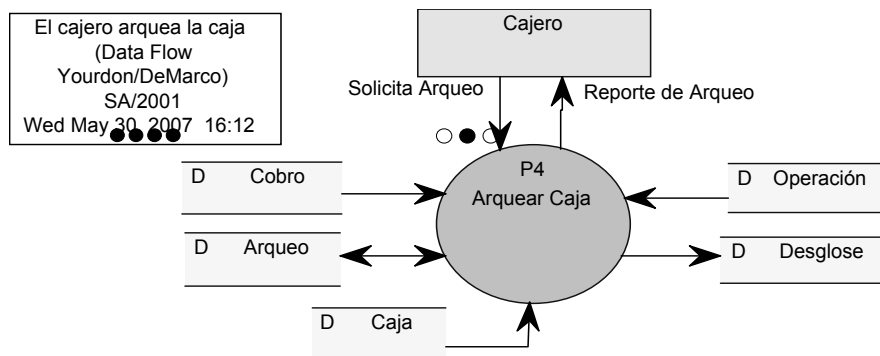 El cajero arquea la caja
(Data Flow
Yourdon/DeMarco)
SA/2001
Wed May 30, 2007 16:12
Cajero
Solicita Arqueo
Reporte de Arqueo
P4
Arquear Caja
D Cobro
D Operación
D Arqueo
D Desglose
D Caja